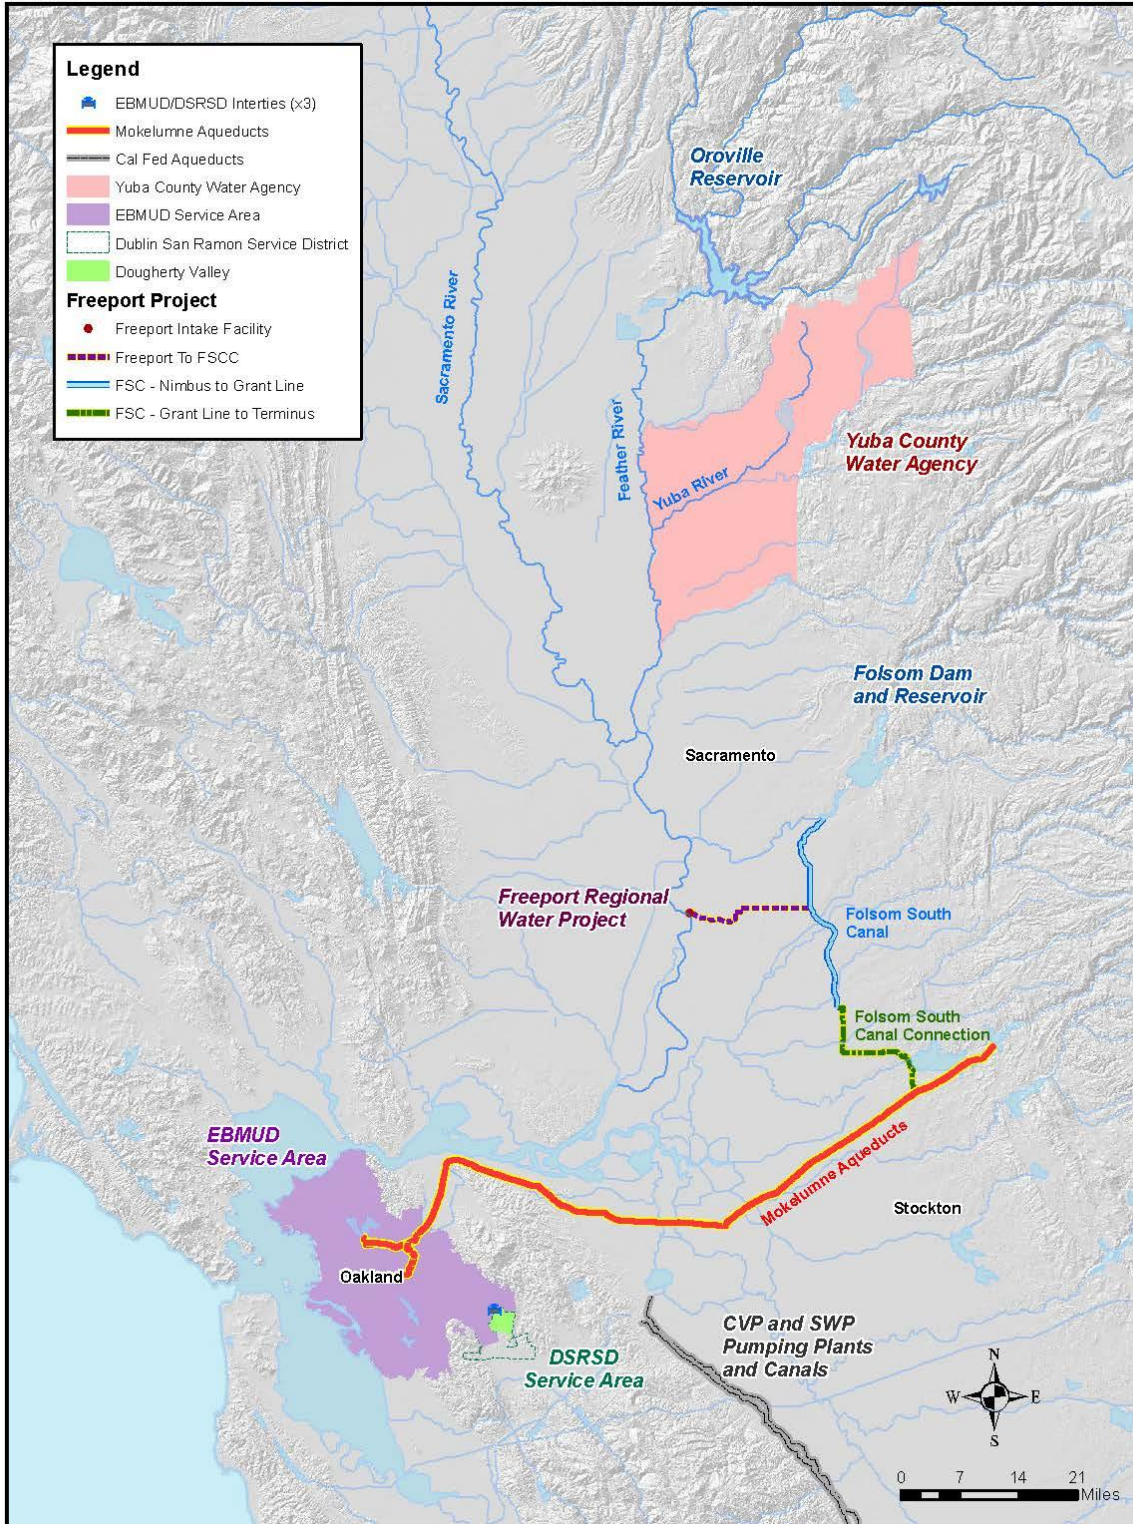 Legend
EBMUD/DSRSD Interties (x3)
Mokelumne Aqueducts
Cal Fed Aqueducts
Yuba County Water Agency
EBMUD Service Area
Dublin San Ramon Service District
Dougherty Valley
Freeport Project
Freeport Intake Facility
Freeport To FSCC
FSC - Nimbus to Grant Line
FSC - Grant Line to Terminus
Oroville
Reservoir
Sacramento River
Feather River
Yuba River
Yuba County
Water Agency
Folsom Dam
and Reservoir
Sacramento
Freeport Regional
Water Project
Folsom South
Canal
Folsom South
Canal Connection
EBMUD
Service Area
Mokelumne Aqueducts
Stockton
Oakland
CVP and SWP
Pumping Plants
and Canals
DSRSD
Service Area
N
W E
S
0 7 14 21
Miles